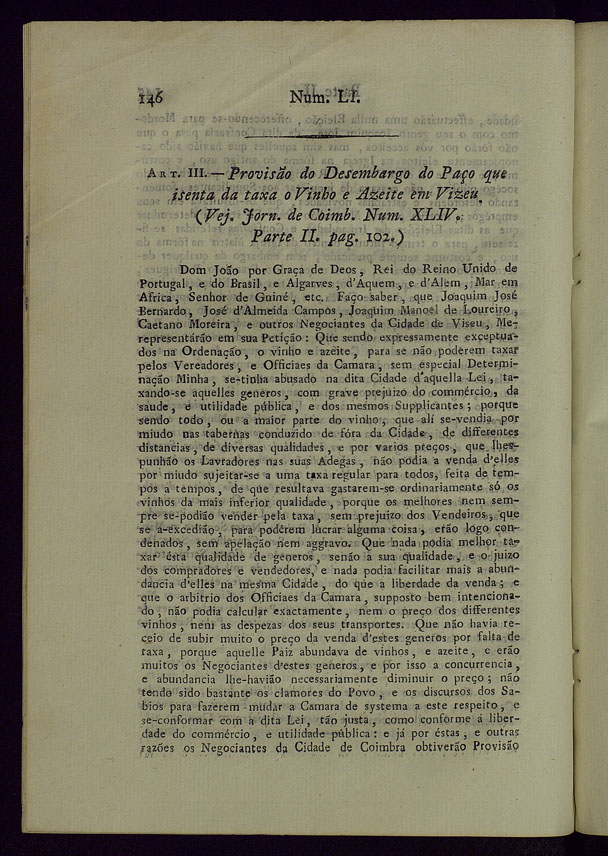 146 Num. LI.
ART. III. — Provisão do Desembargo do Paço que
isenta da taxa o Vinho e Azeite em Vizeu.
(Vej. Jorn. de Coimb. Num. XLIV.
Parte II. pag. 102.)
Dom João por Graça de Deos, Rei do Reino Unido de
Portugal, e do Brasil, e Algarves, d'Aquem, e d'Alem, Mar em
Africa, Senhor de Guiné, etc. Faço saber, que Joaquim José
Bernardo, José d'Almeida Campos, Joaquim Manoel de Loureiro,
Caetano Moreira, e outros Negociantes da Cidade de Viseu, Me-
representárão em sua Petição: Que sendo expressamente exceptua-
dos na Ordenação, o vinho e azeite, para se não poderem taxar
pelos Vereadores, e Officiaes da Camara, sem especial Determi-
nação Minha, se-tinha abusado na dita Cidade d'aquella Lei, ta-
xando-se aquelles generos, com grave prejuizo do commércio, da
saude, e utilidade pública, e dos mesmos Supplicantes; porque
sendo todo, ou a maior parte do vinho, que alí se-vendia por
miudo nas tabernas conduzido de fóra da Cidade, de differentes
distancias, de diversas qualidades, e por varios preços, que lhes-
punhão os Lavradores nas suas Adegas, não podia a venda d'elles
por miudo sujeitar-se a uma taxa regular para todos, feita de tem-
pos a tempos, de que resultava gastarem-se ordinariamente só os
vinhos da mais inferior qualidade, porque os melhores nem sem-
pre se-podião vender pela taxa, sem prejuizo dos Vendeiros, que
se a-excedião, para podêrem lucrar alguma coisa, erão logo con-
denados, sem apelação nem aggravo. Que nada podia melhor ta-
xar ésta qualidade de generos, senão a sua qualidade, e o juizo
dos compradores e vendedores, e nada podia facilitar mais a abun-
dancia d'elles na mesma Cidade, do que a liberdade da venda; e
que o arbitrio dos Officiaes da Camara, supposto bem intenciona-
do, não podia calcular exactamente, nem o preço dos differentes
vinhos, nem as despezas dos seus transportes. Que não havia re-
ceio de subir muito o preço da venda d'estes generos por falta de
taxa, porque aquelle Paiz abundava de vinhos, e azeite, e erão
muitos os Negociantes d'estes generos, e por isso a concurrencia,
e abundancia lhe-havião necessariamente diminuir o preço; não
tendo sido bastante os clamores do Povo, e os discursos dos Sa-
bios para fazerem mudar a Camara de systema a este respeito, e
se-conformar com a dita Lei, tão justa, como conforme á liber-
dade do commércio, e utilidade pública: e já por éstas, e outras
razões os Negociantes da Cidade de Coimbra obtiverão Provisão